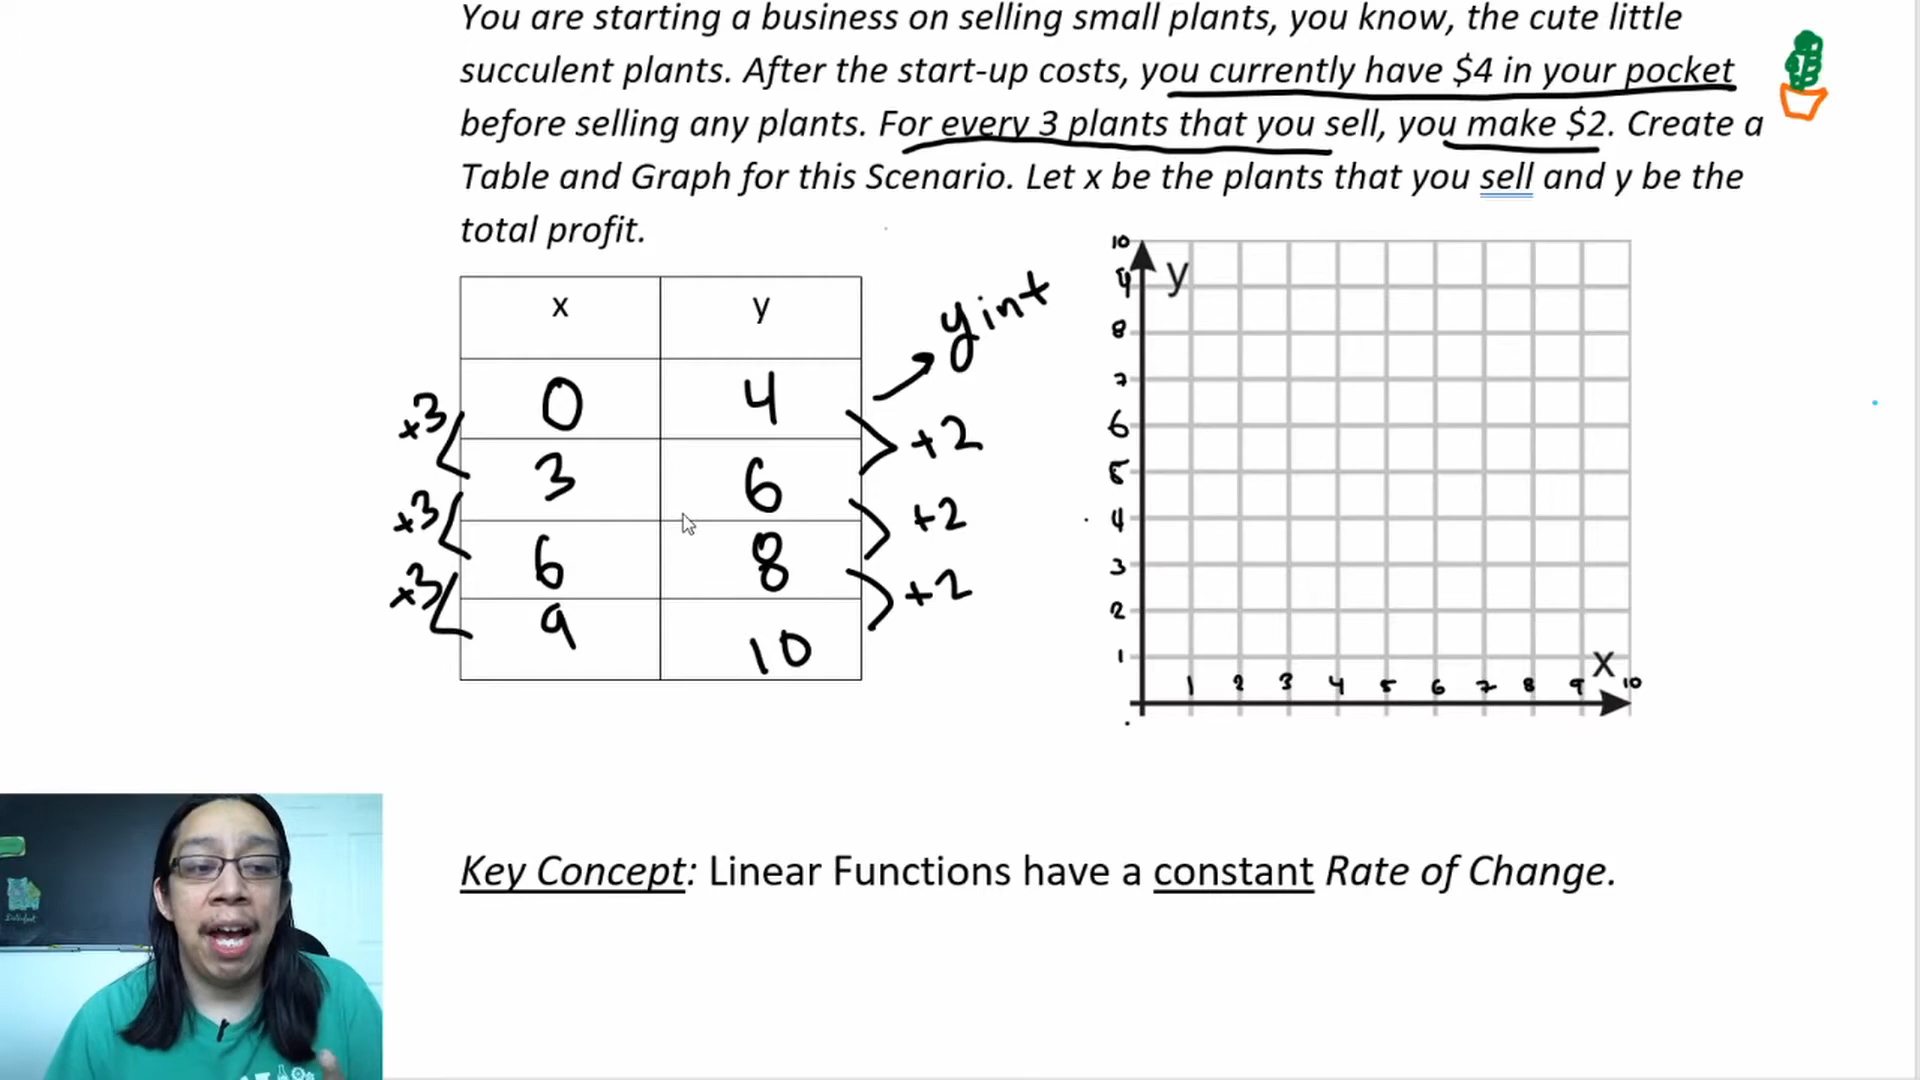 You are starting a business on selling small plants, you know, the cute little
succulent plants. After the start-up costs, you currently have $4 in your pocket
before selling any plants. For every 3 plants that you sell, you make $2. Create a
Table and Graph for this Scenario. Let x be the plants that you sell and y be the
total profit.
x y
0 4
3 6
6 8
9 10
+3
+3
+3
y int
+2
+2
+2
10
9
8
7
6
5
4
3
2
1
y
x
1 2 3 4 5 6 7 8 9 10
Key Concept: Linear Functions have a constant Rate of Change.